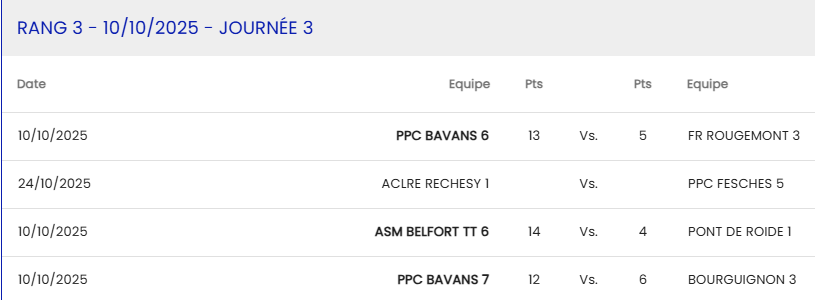 RANG 3 - 10/10/2025 - JOURNÉE 3
Date Equipe Pts Pts Equipe
10/10/2025 PPC BAVANS 6 13 Vs. 5 FR ROUGEMONT 3
24/10/2025 ACLRE RECHESY 1 Vs. PPC FESCHES 5
10/10/2025 ASM BELFORT TT 6 14 Vs. 4 PONT DE ROIDE 1
10/10/2025 PPC BAVANS 7 12 Vs. 6 BOURGUIGNON 3